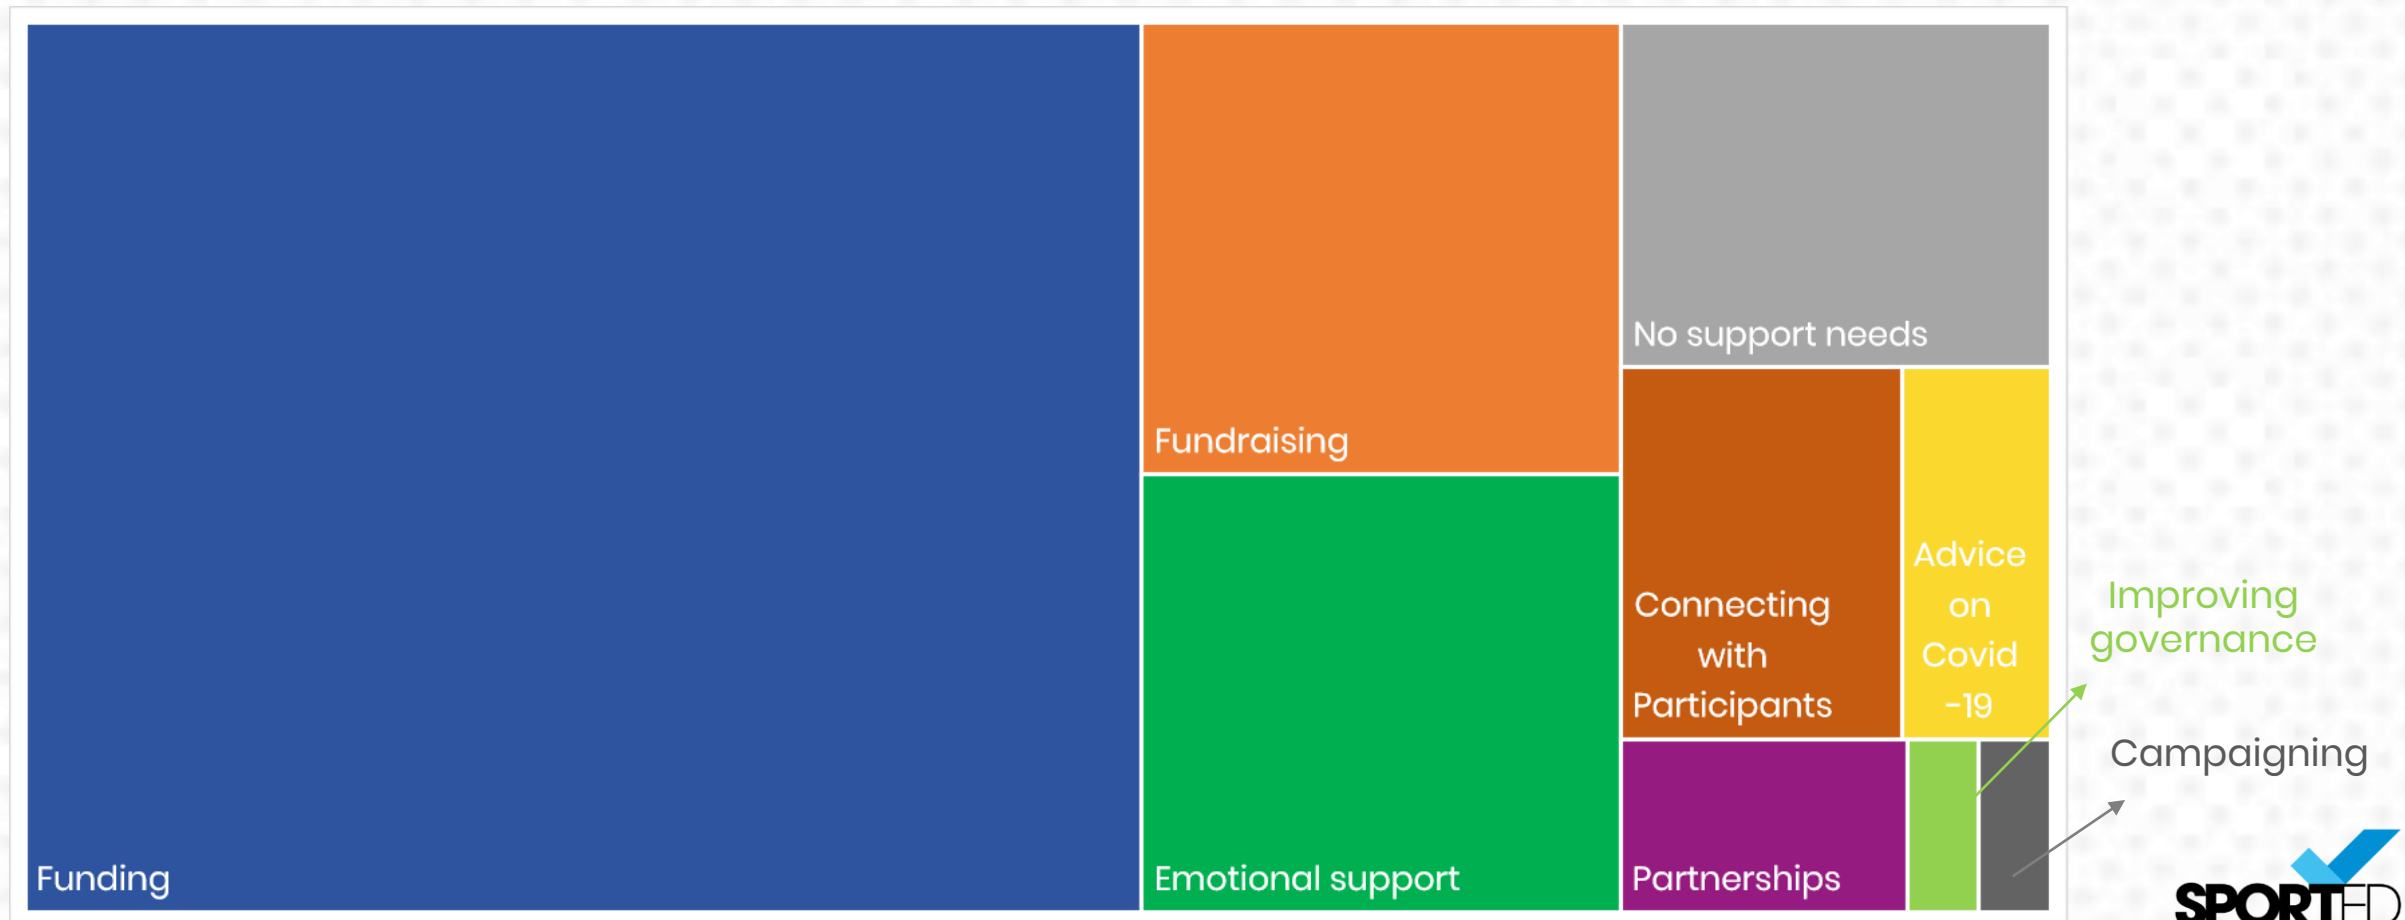 Funding
Fundraising
Emotional support
No support needs
Connecting
with
Participants
Advice
on
Covid
-19
Partnerships
Improving
governance
Campaigning
SPORTED